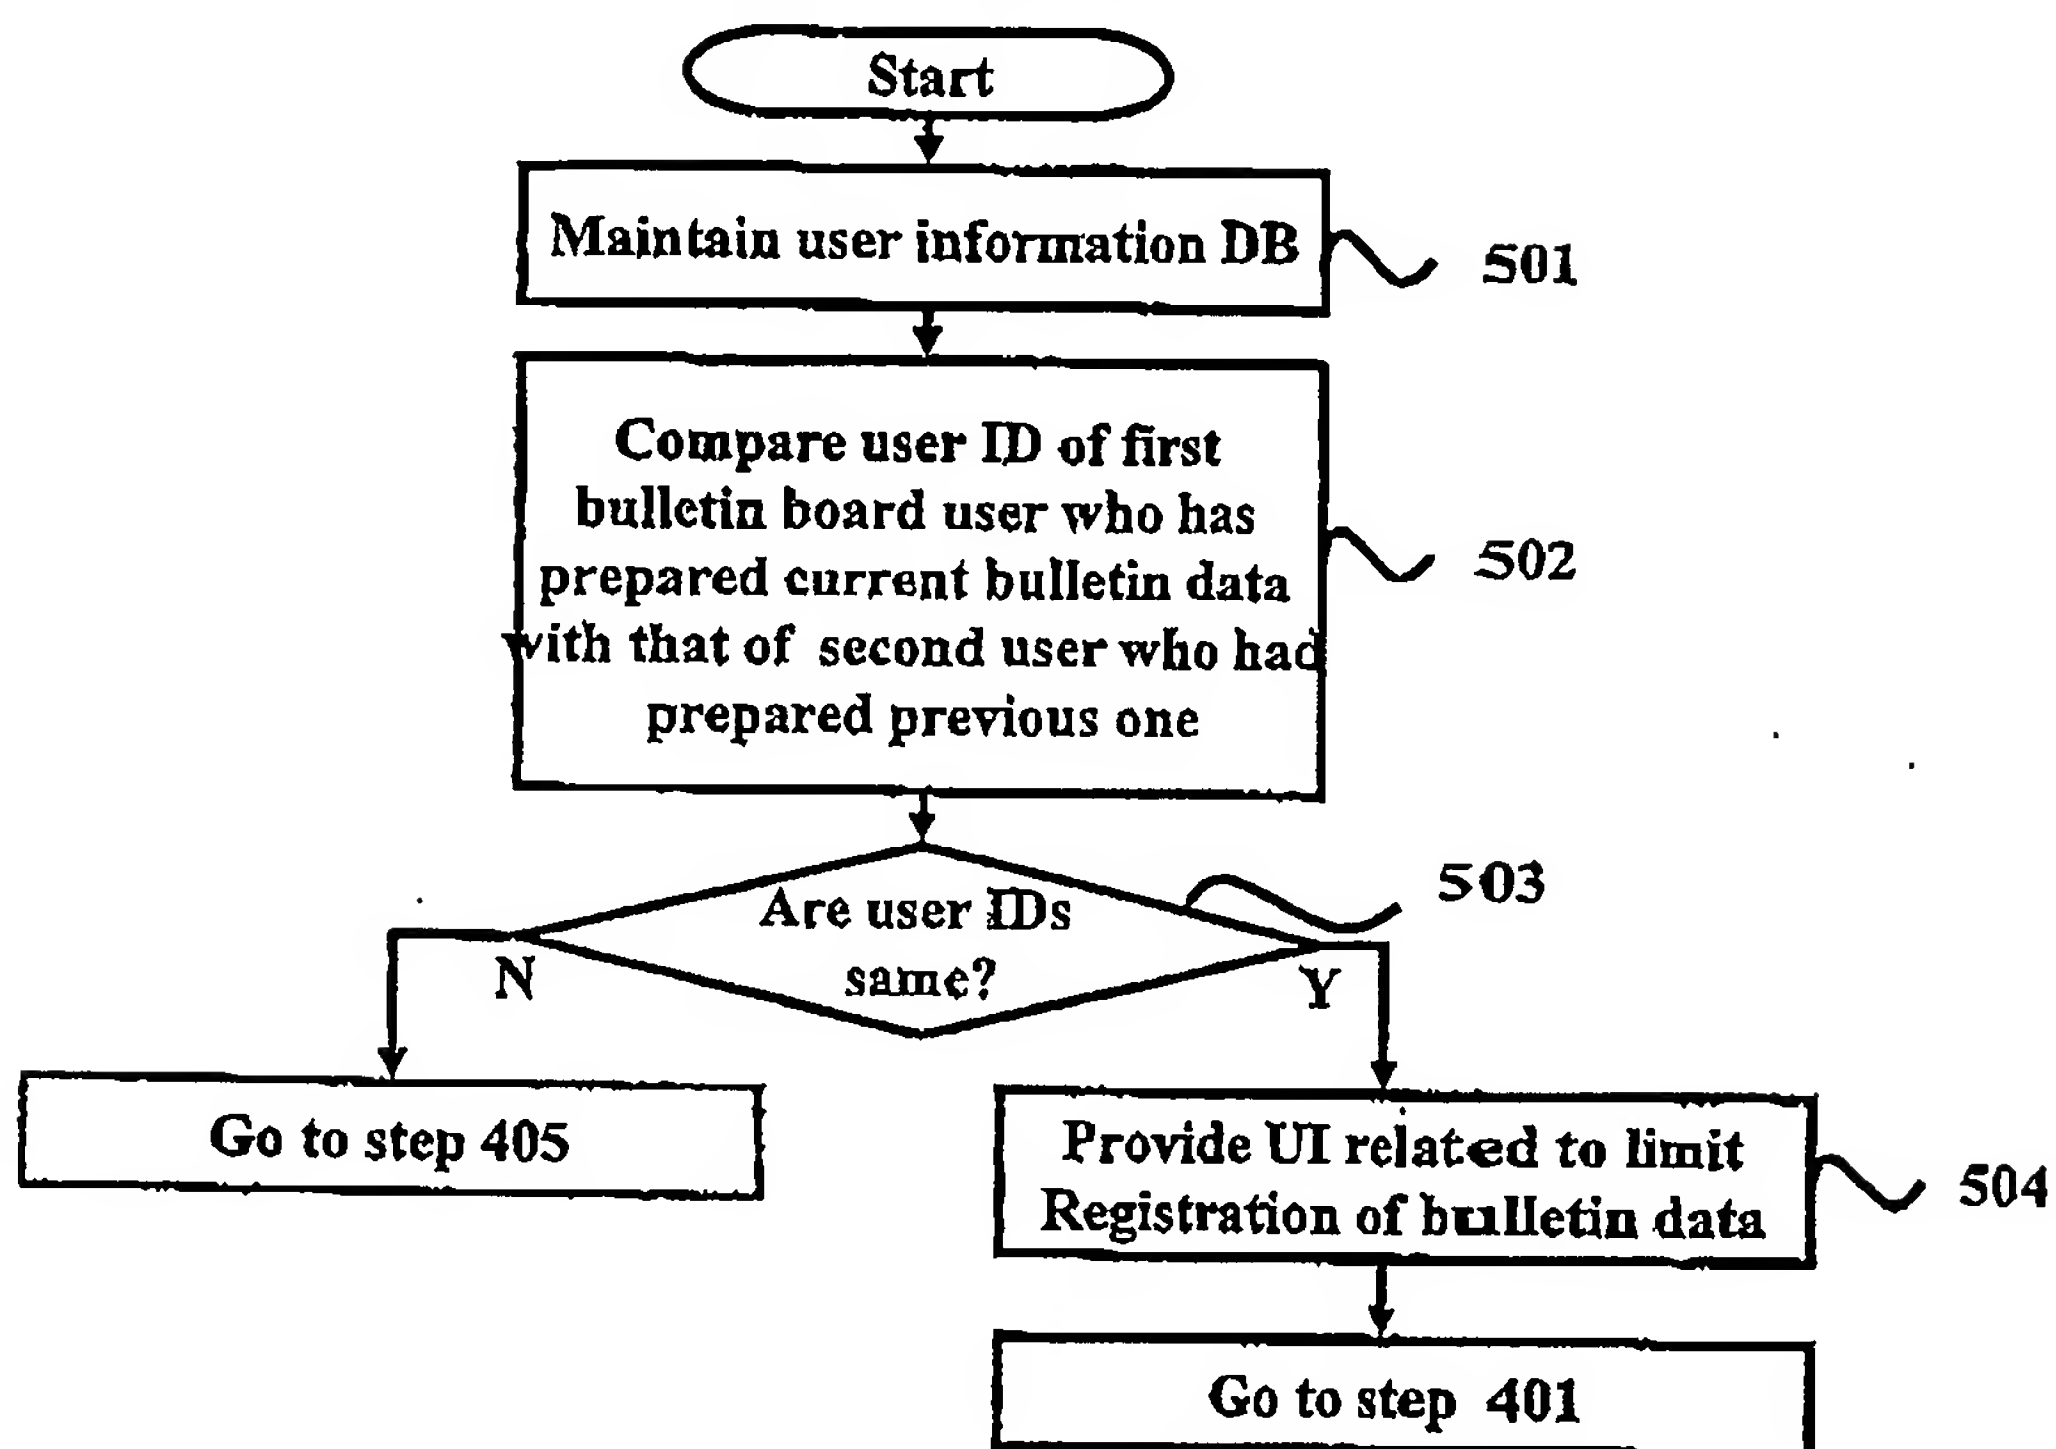 Start
Maintain user information DB
501
Compare user ID of first
bulletin board user who has
prepared current bulletin data
with that of second user who had
prepared previous one
502
Are user IDs
same?
503
N
Y
Go to step 405
Provide UI related to limit
Registration of bulletin data
504
Go to step 401